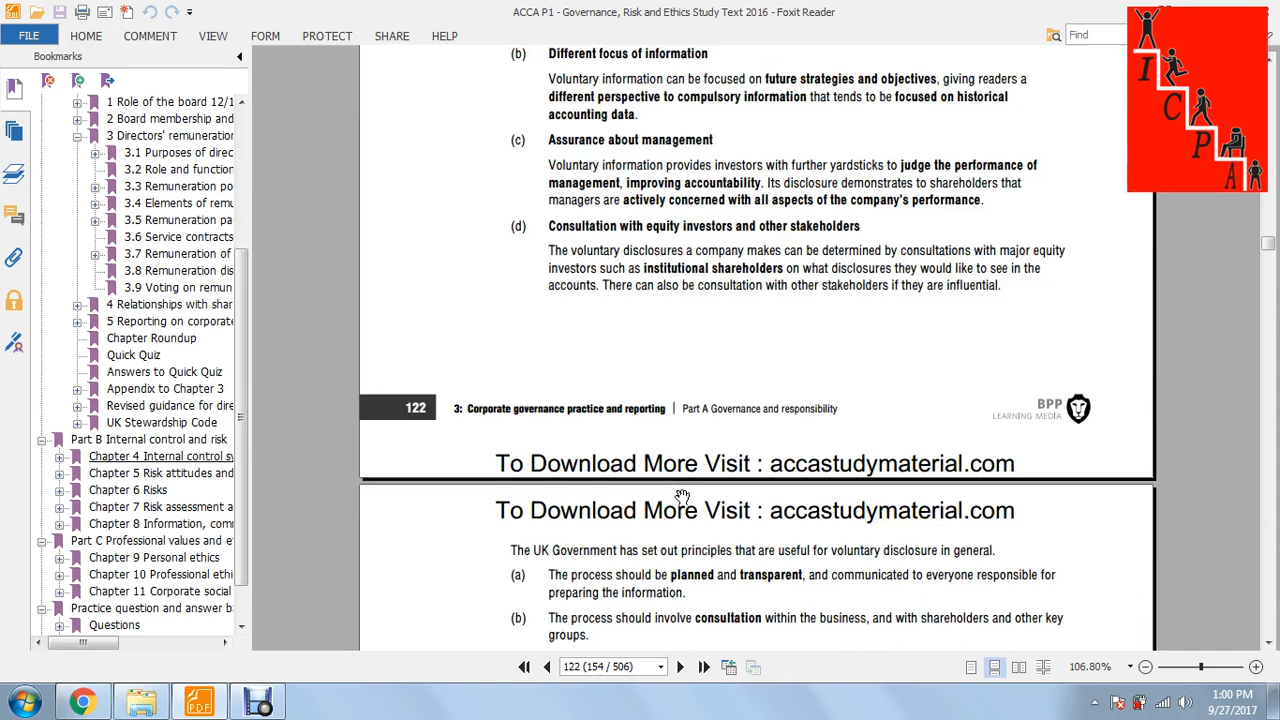 ACCA P1 - Governance, Risk and Ethics Study Text 2016 - Foxit Reader
FILE HOME COMMENT VIEW FORM PROTECT SHARE HELP
Find
Bookmarks
1 Role of the board 12/1
2 Board membership and
3 Directors' remuneration
3.1 Purposes of direc
3.2 Role and function
3.3 Remuneration po
3.4 Elements of remu
3.5 Remuneration pa
3.6 Service contracts
3.7 Remuneration of
3.8 Remuneration dis
3.9 Voting on remun
4 Relationships with shar
5 Reporting on corporate
Chapter Roundup
Quick Quiz
Answers to Quick Quiz
Appendix to Chapter 3
Revised guidance for dire
UK Stewardship Code
Part B Internal control and risk
Chapter 4 Internal control sy
Chapter 5 Risk attitudes and
Chapter 6 Risks
Chapter 7 Risk assessment a
Chapter 8 Information, comm
Part C Professional values and e
Chapter 9 Personal ethics
Chapter 10 Professional ethi
Chapter 11 Corporate social
Practice question and answer b
Questions
(b) Different focus of information
Voluntary information can be focused on future strategies and objectives, giving readers a
different perspective to compulsory information that tends to be focused on historical
accounting data.
(c) Assurance about management
Voluntary information provides investors with further yardsticks to judge the performance of
management, improving accountability. Its disclosure demonstrates to shareholders that
managers are actively concerned with all aspects of the company's performance.
(d) Consultation with equity investors and other stakeholders
The voluntary disclosures a company makes can be determined by consultations with major equity
investors such as institutional shareholders on what disclosures they would like to see in the
accounts. There can also be consultation with other stakeholders if they are influential.
122 3: Corporate governance practice and reporting | Part A Governance and responsibility
BPP
LEARNING MEDIA
To Download More Visit : accastudymaterial.com
To Download More Visit : accastudymaterial.com
The UK Government has set out principles that are useful for voluntary disclosure in general.
(a) The process should be planned and transparent, and communicated to everyone responsible for
preparing the information.
(b) The process should involve consultation within the business, and with shareholders and other key
groups.
I
C
P
A
122 (154 / 506)
106.80%
PDF
1:00 PM
9/27/2017